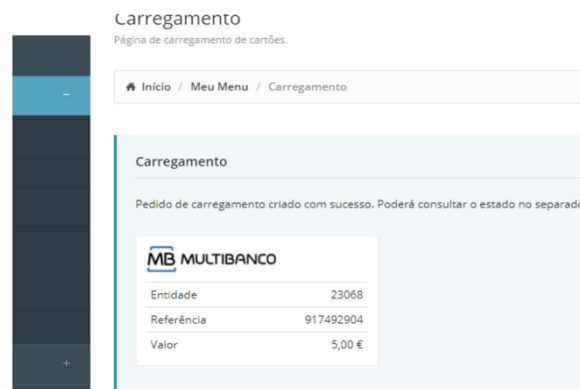 Carregamento
Página de carregamento de cartões.
Início / Meu Menu / Carregamento
Carregamento
Pedido de carregamento criado com sucesso. Poderá consultar o estado no separado
MB MULTIBANCO
Entidade 23068
Referência 917492904
Valor 5,00 €